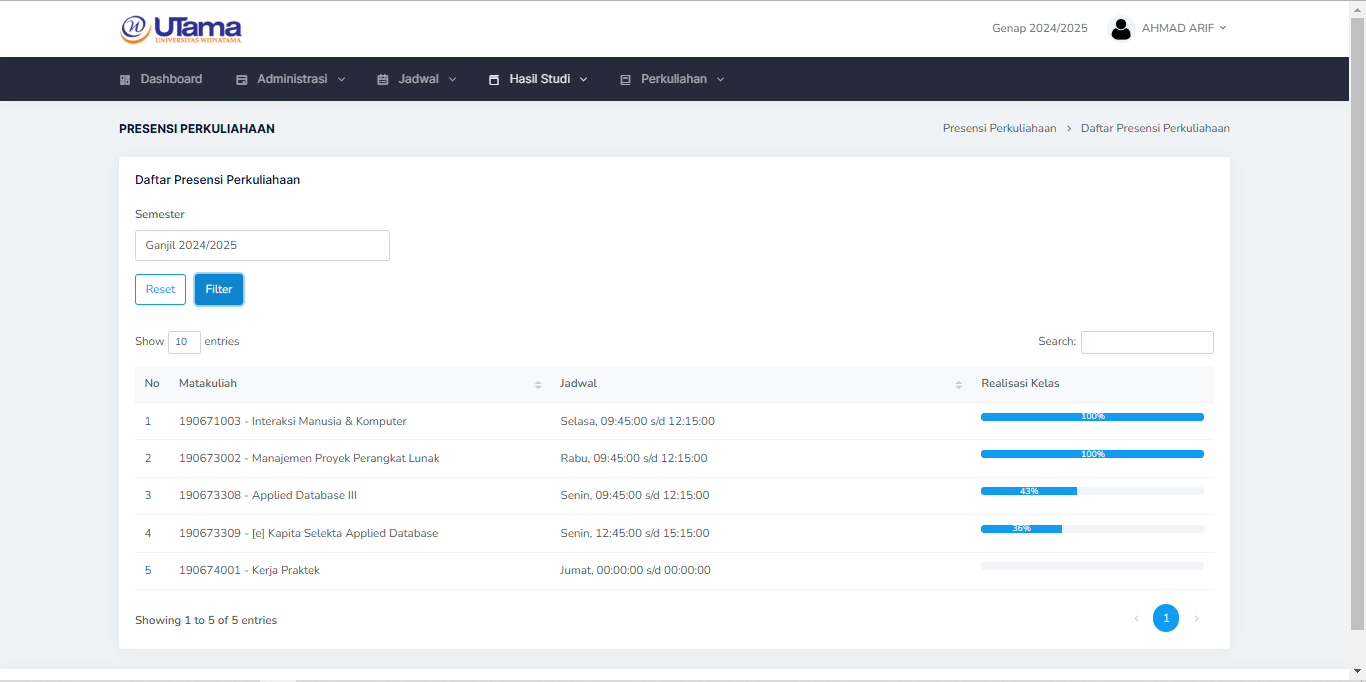 UTama
UNIVERSITAS WIDYATAMA
Genap 2024/2025 AHMAD ARIF
Dashboard Administrasi Jadwal Hasil Studi Perkuliahan
PRESENSI PERKULIAHAAN
Presensi Perkuliahaan > Daftar Presensi Perkuliahaan
Daftar Presensi Perkuliahaan
Semester
Ganjil 2024/2025
Reset Filter
Show 10 entries Search:
No Matakuliah Jadwal Realisasi Kelas
1 190671003 - Interaksi Manusia & Komputer Selasa, 09:45:00 s/d 12:15:00 100%
2 190673002 - Manajemen Proyek Perangkat Lunak Rabu, 09:45:00 s/d 12:15:00 100%
3 190673308 - Applied Database III Senin, 09:45:00 s/d 12:15:00 43%
4 190673309 - [e] Kapita Selekta Applied Database Senin, 12:45:00 s/d 15:15:00 36%
5 190674001 - Kerja Praktek Jumat, 00:00:00 s/d 00:00:00
Showing 1 to 5 of 5 entries ‹ 1 ›